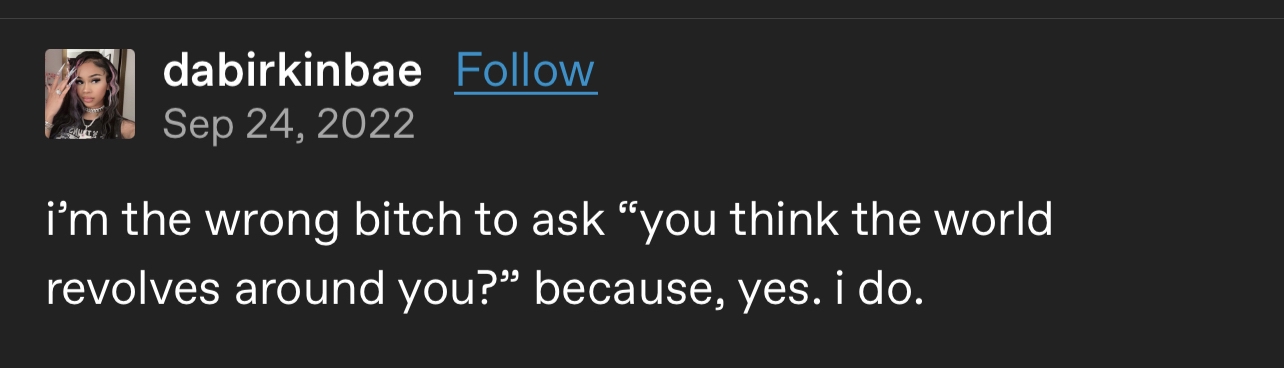 dabirkinbae Follow
Sep 24, 2022
i’m the wrong bitch to ask “you think the world
revolves around you?” because, yes. i do.